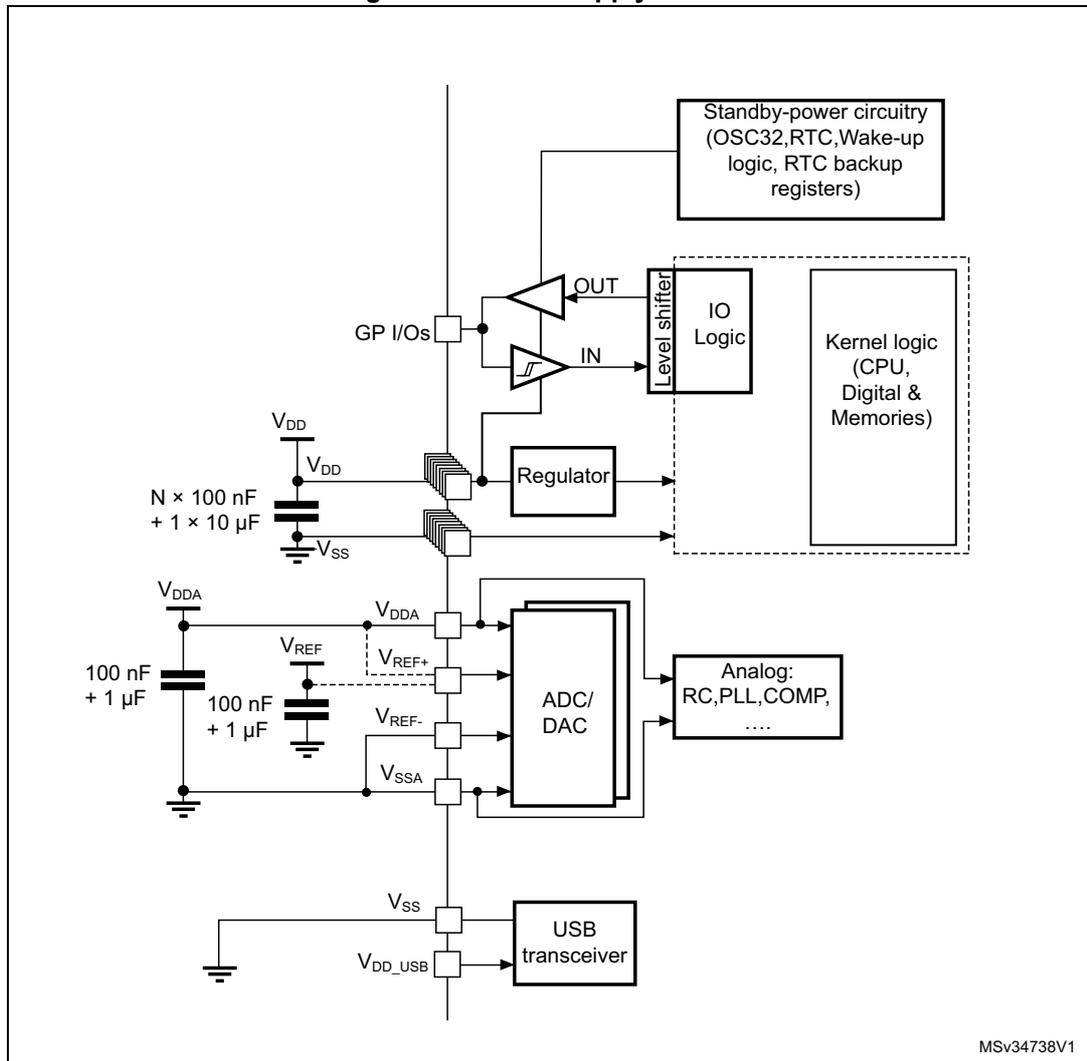 Standby-power circuitry
(OSC32,RTC,Wake-up
logic, RTC backup
registers)
OUT
Level shifter
IO
Logic
GP I/Os
IN
Kernel logic
(CPU,
Digital &
Memories)
VDD
VDD
Regulator
N × 100 nF
+ 1 × 10 µF
VSS
VDDA
VDDA
VREF
VREF+
100 nF
+ 1 µF
100 nF
+ 1 µF
ADC/
DAC
Analog:
RC,PLL,COMP,
....
VREF-
VSSA
VSS
USB
transceiver
VDD_USB
MSv34738V1